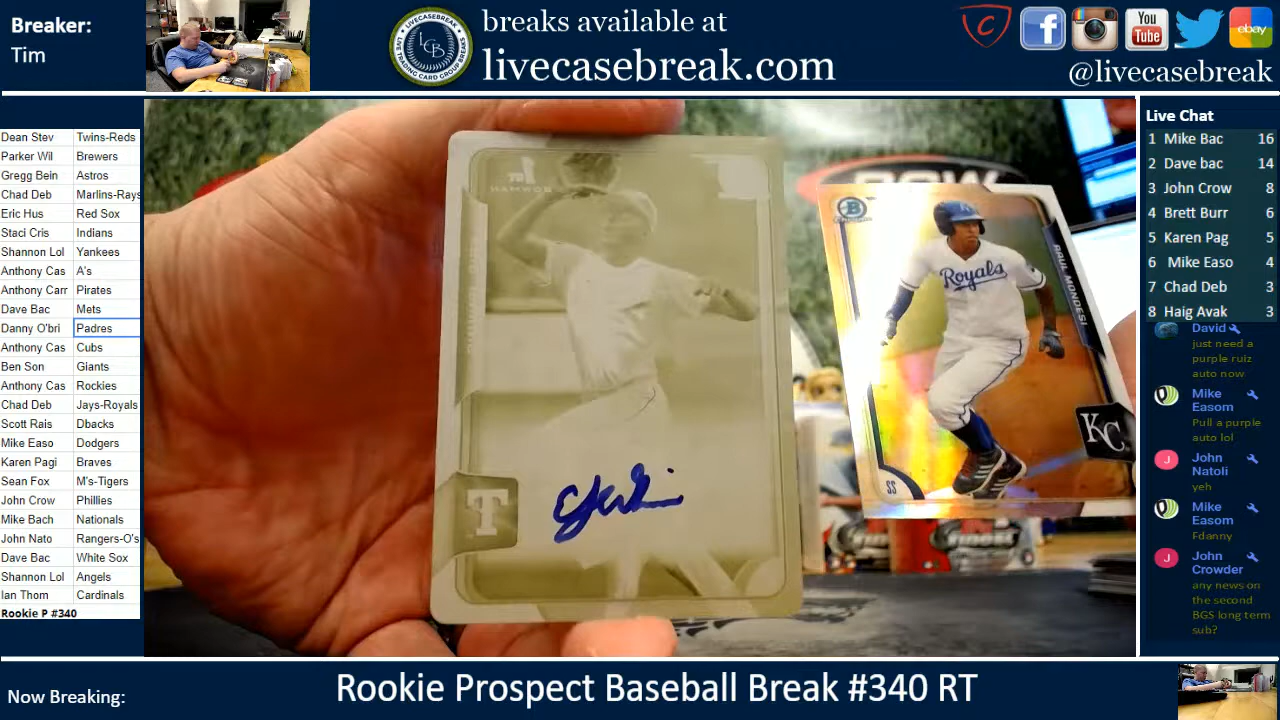 Breaker:
Tim
breaks available at
livecasebreak.com
LCB
You
Tube
ebay
@livecasebreak
Dean Stev Twins-Reds
Parker Wil Brewers
Gregg Bein Astros
Chad Deb Marlins-Rays
Eric Hus Red Sox
Staci Cris Indians
Shannon Lol Yankees
Anthony Cas A's
Anthony Carr Pirates
Dave Bac Mets
Danny O'bri Padres
Anthony Cas Cubs
Ben Son Giants
Anthony Cas Rockies
Chad Deb Jays-Royals
Scott Rais Dbacks
Mike Easo Dodgers
Karen Pagi Braves
Sean Fox M's-Tigers
John Crow Phillies
Mike Bach Nationals
John Nato Rangers-O's
Dave Bac White Sox
Shannon Lol Angels
Ian Thom Cardinals
Rookie P #340
T
B
Royals
RAUL MONDESI
KC
SS
Live Chat
1 Mike Bac 16
2 Dave bac 14
3 John Crow 8
4 Brett Burr 6
5 Karen Pag 5
6 Mike Easo 4
7 Chad Deb 3
8 Haig Avak 3
David
just need a
purple ruiz
auto now
Mike
Easom
Pull a purple
auto lol
J John
Natoli
yeh
Mike
Easom
Fdanny
J John
Crowder
any news on
the second
BGS long term
sub?
Now Breaking:
Rookie Prospect Baseball Break #340 RT